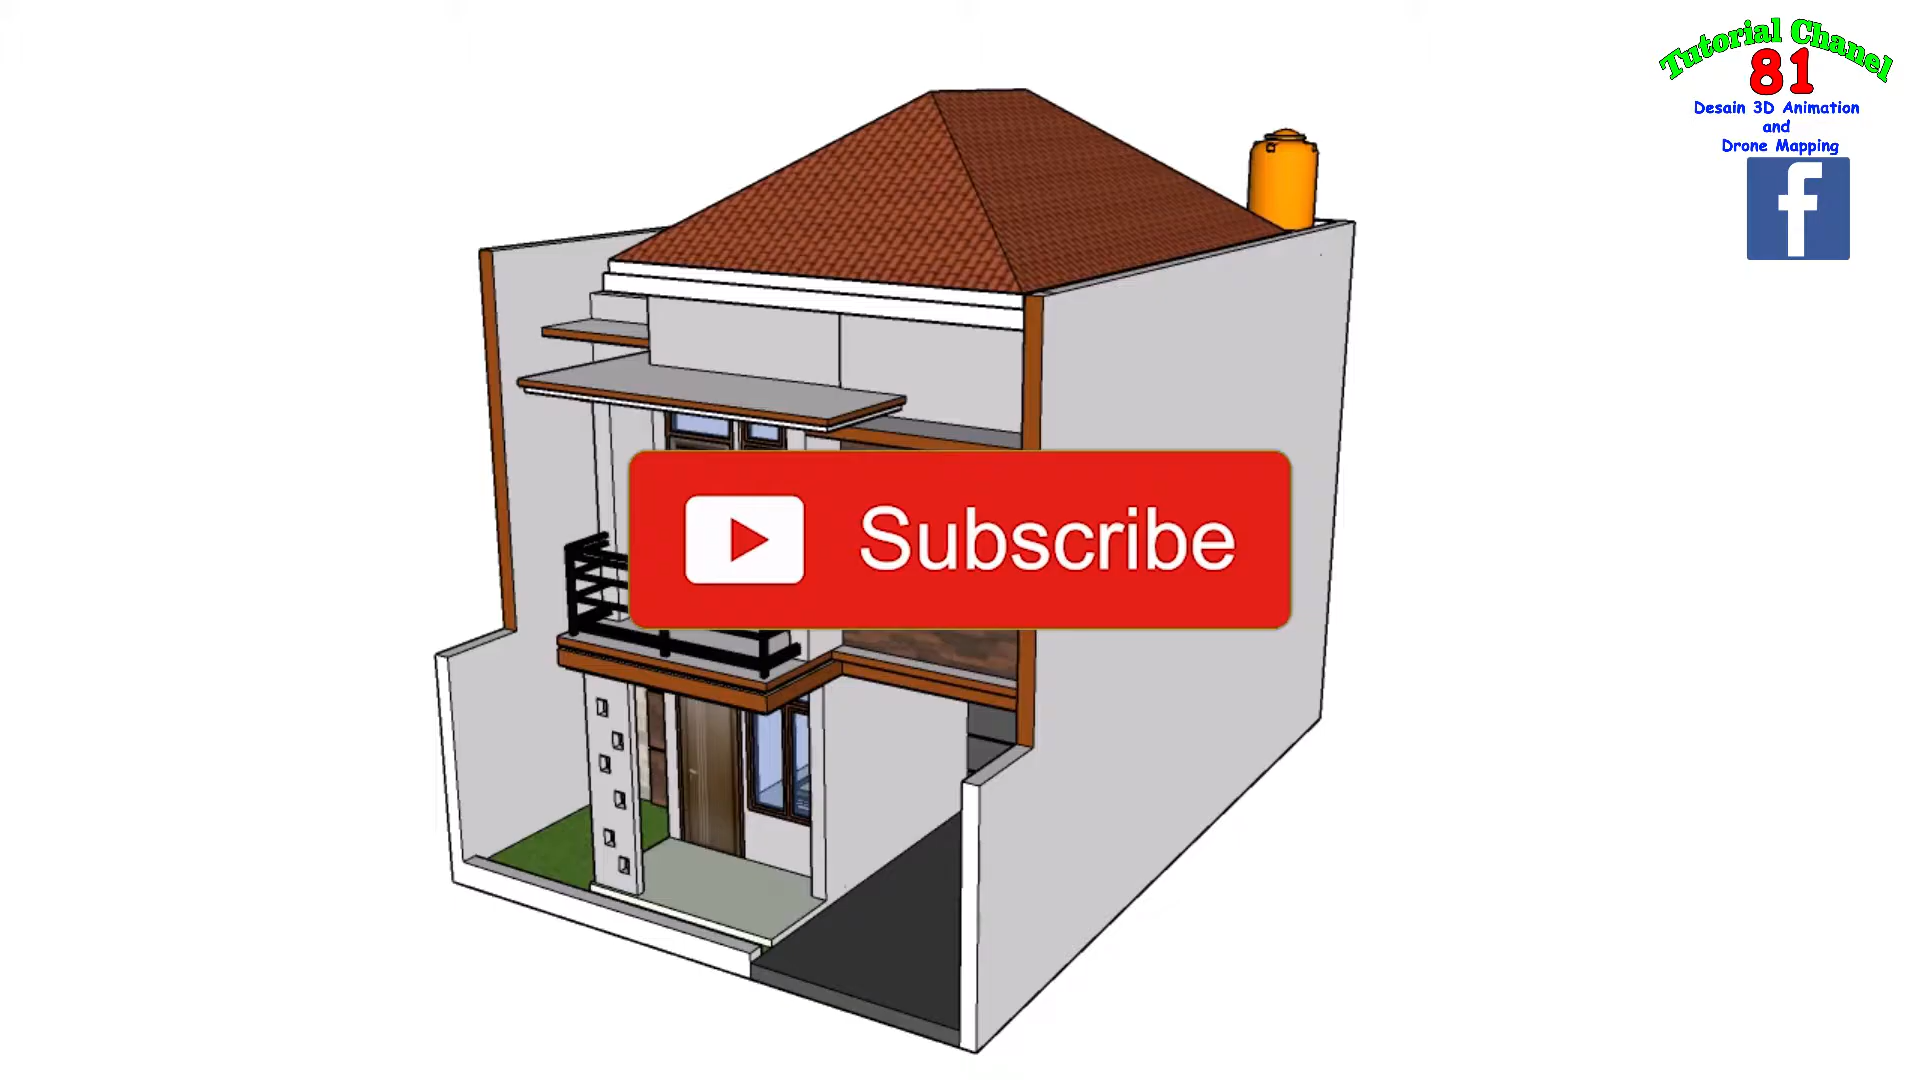 Tutorial Chanel
81
Desain 3D Animation
and
Drone Mapping
f
Subscribe